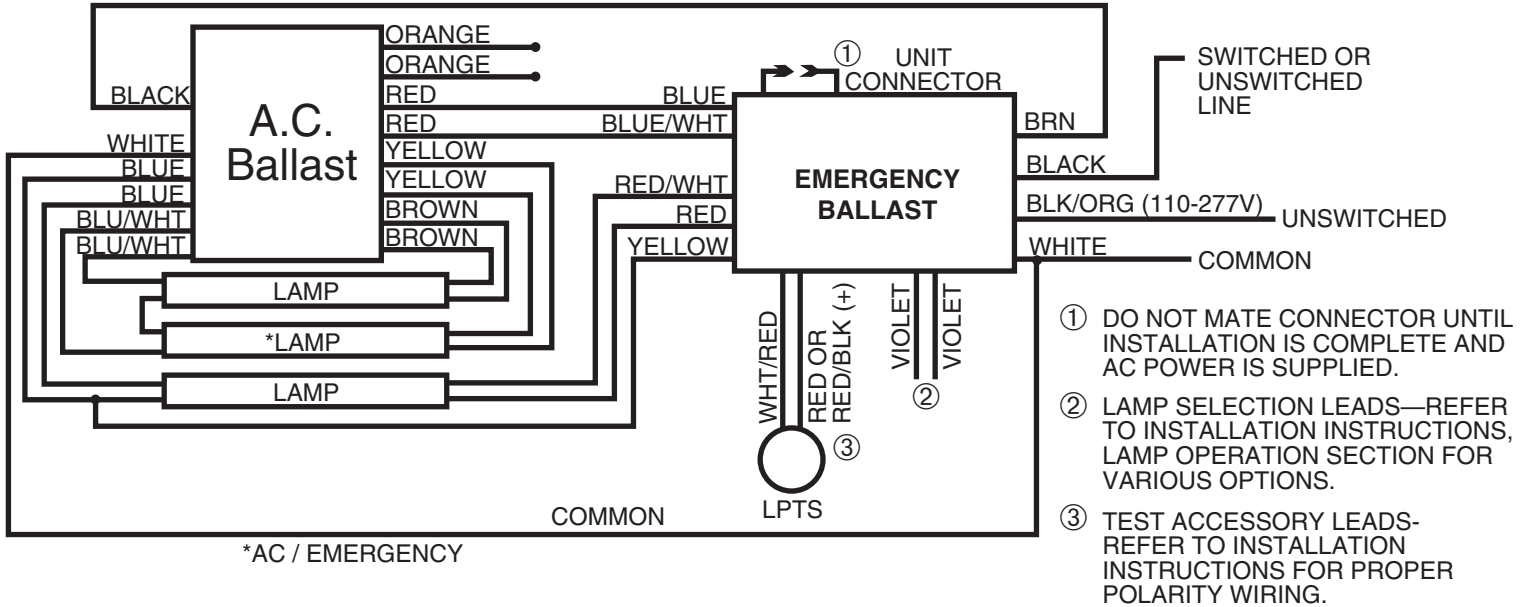 ORANGE
ORANGE
BLACK
RED
RED
WHITE
YELLOW
BLUE
YELLOW
BLUE
BROWN
BLU/WHT
BROWN
BLU/WHT
A.C.
Ballast
LAMP
*LAMP
LAMP
BLUE
BLUE/WHT
RED/WHT
RED
YELLOW
① UNIT
CONNECTOR
EMERGENCY
BALLAST
BRN
BLACK
BLK/ORG (110-277V)
WHITE
SWITCHED OR
UNSWITCHED
LINE
UNSWITCHED
COMMON
WHT/RED
RED OR
RED/BLK (+)
VIOLET
VIOLET
②
③
LPTS
COMMON
*AC / EMERGENCY
① DO NOT MATE CONNECTOR UNTIL
INSTALLATION IS COMPLETE AND
AC POWER IS SUPPLIED.
② LAMP SELECTION LEADS—REFER
TO INSTALLATION INSTRUCTIONS,
LAMP OPERATION SECTION FOR
VARIOUS OPTIONS.
③ TEST ACCESSORY LEADS-
REFER TO INSTALLATION
INSTRUCTIONS FOR PROPER
POLARITY WIRING.